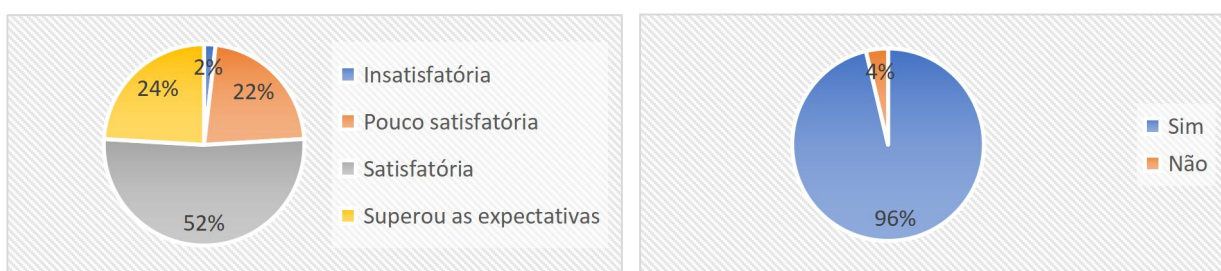 2%
24%
22%
52%
Insatisfatória
Pouco satisfatória
Satisfatória
Superou as expectativas
4%
96%
Sim
Não